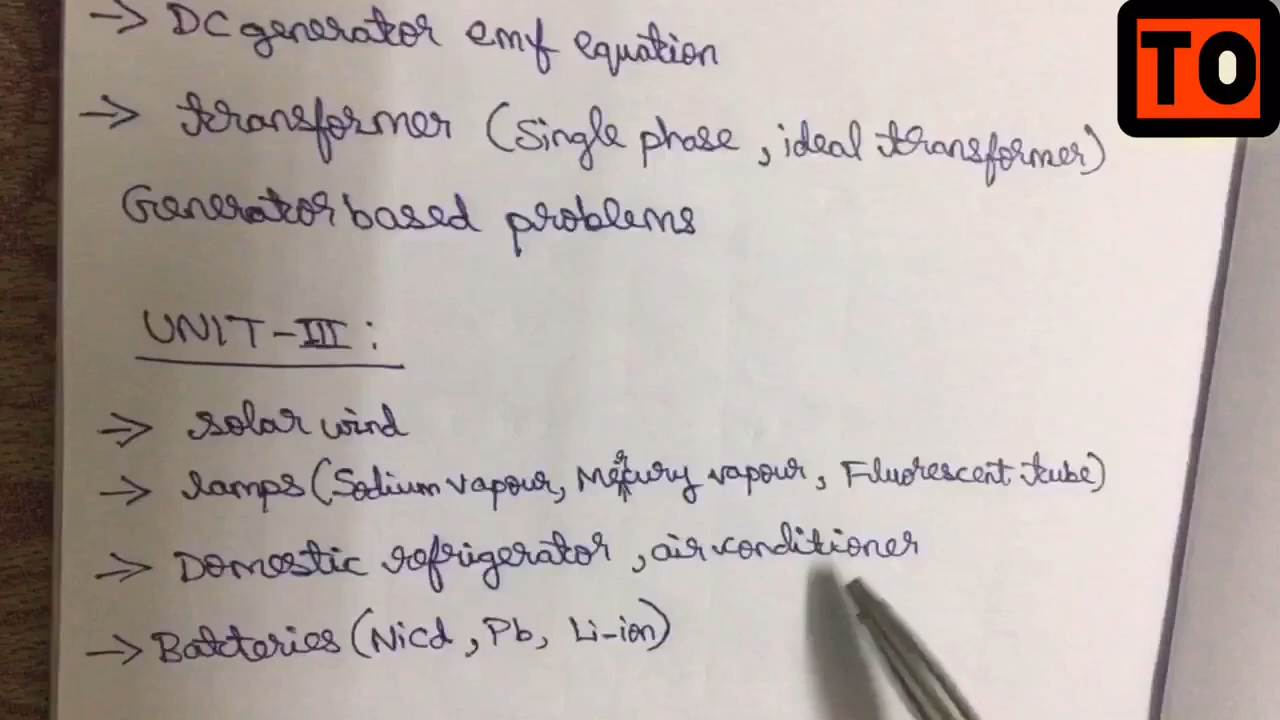 TO
→ DC generator emf equation
→ transformer (single phase, ideal transformer)
Generator based problems
UNIT-III:
→ solar wind
→ lamps (Sodium vapour, Mercury vapour, Fluorescent tube)
→ Domestic refrigerator, air conditioner
→ Batteries (Nicd, Pb, Li-ion)